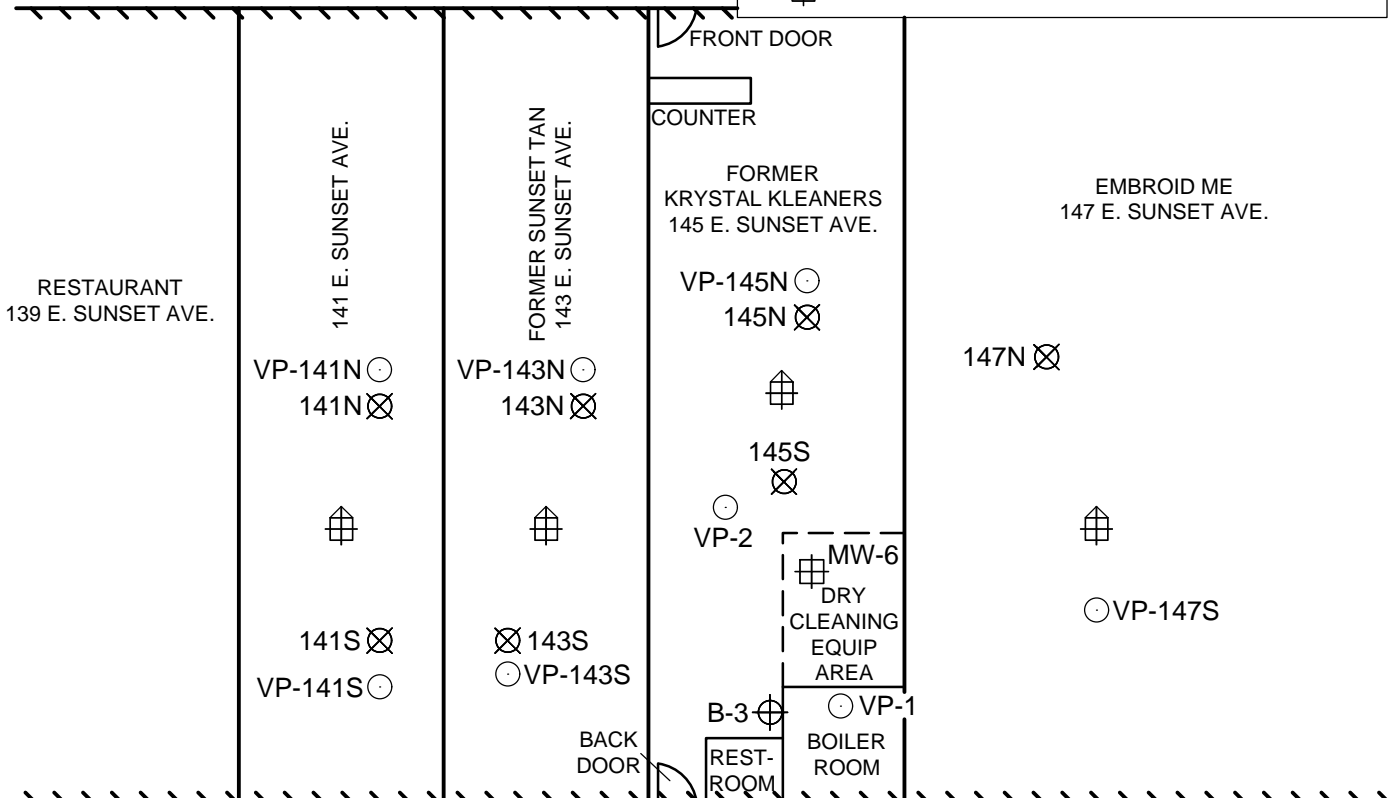 FRONT DOOR
COUNTER
RESTAURANT
139 E. SUNSET AVE.
141 E. SUNSET AVE.
FORMER SUNSET TAN
143 E. SUNSET AVE.
FORMER
KRYSTAL KLEANERS
145 E. SUNSET AVE.
EMBROID ME
147 E. SUNSET AVE.
VP-145N
145N
147N
VP-141N
141N
VP-143N
143N
145S
VP-2
MW-6
DRY
CLEANING
EQUIP
AREA
VP-147S
141S
VP-141S
143S
VP-143S
B-3
VP-1
BACK
DOOR
REST-
ROOM
BOILER
ROOM